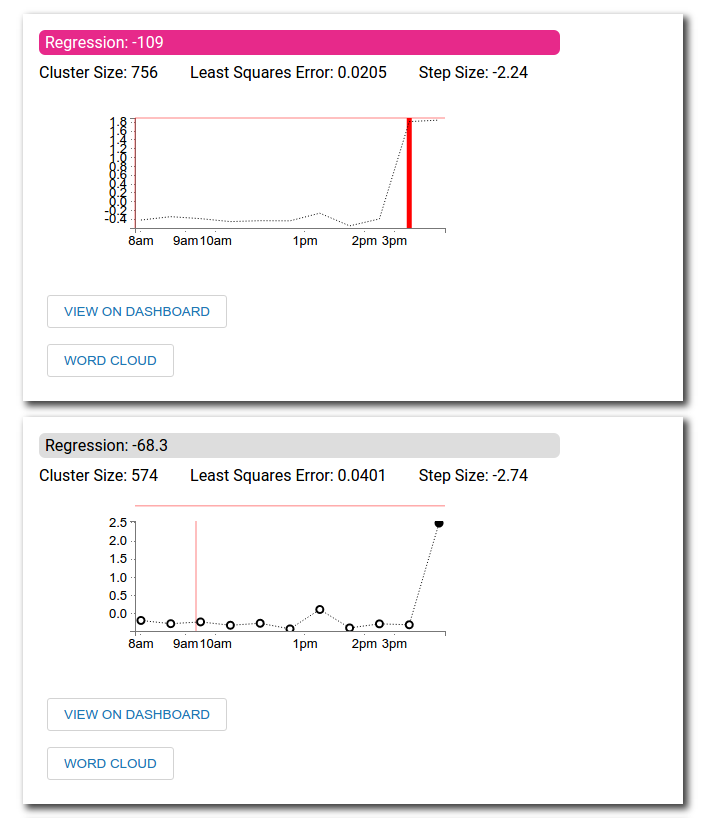 Regression: -109
Cluster Size: 756 Least Squares Error: 0.0205 Step Size: -2.24
1.8
1.6
1.4
1.2
1.0
0.8
0.6
0.4
0.2
0.0
-0.2
-0.4
8am 9am 10am 1pm 2pm 3pm
VIEW ON DASHBOARD
WORD CLOUD
Regression: -68.3
Cluster Size: 574 Least Squares Error: 0.0401 Step Size: -2.74
2.5
2.0
1.5
1.0
0.5
0.0
8am 9am 10am 1pm 2pm 3pm
VIEW ON DASHBOARD
WORD CLOUD